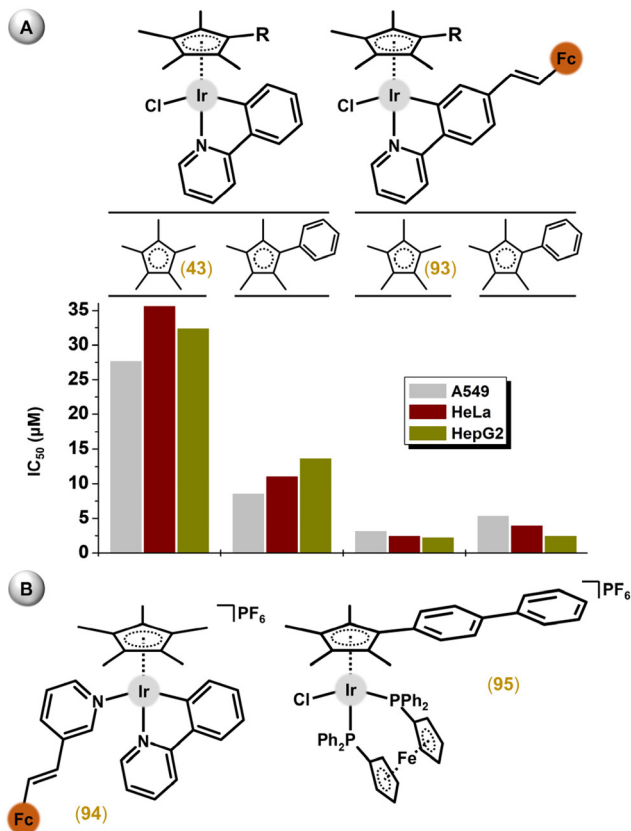 A
R
R
Fc
Ir
Ir
Cl
Cl
N
N
(43)
(93)
35
30
25
20
15
10
5
0
IC50 (µM)
A549
HeLa
HepG2
B
PF6
PF6
Ir
N
N
Fc
(94)
Cl
Ir
PPh2
Ph2P
Fe
(95)